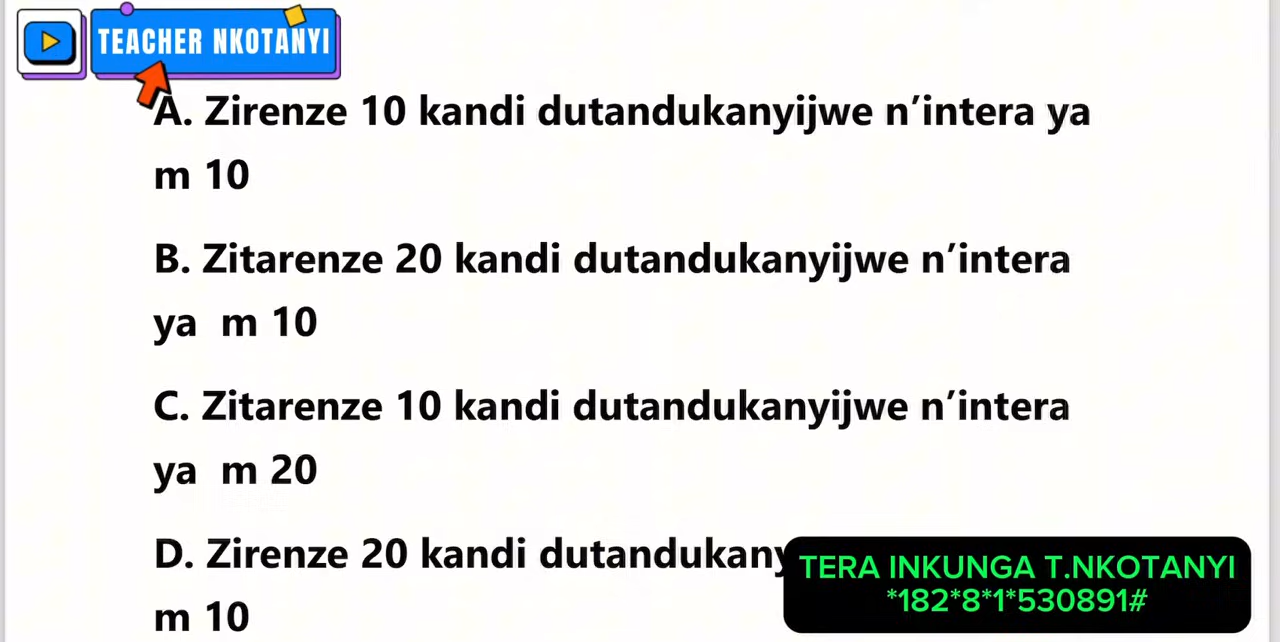 TEACHER NKOTANYI
A. Zirenze 10 kandi dutandukanyijwe n’intera ya
m 10
B. Zitarenze 20 kandi dutandukanyijwe n’intera
ya m 10
C. Zitarenze 10 kandi dutandukanyijwe n’intera
ya m 20
D. Zirenze 20 kandi
m 10
TERA INKUNGA T.NKOTANYI
*182*8*1*530891#